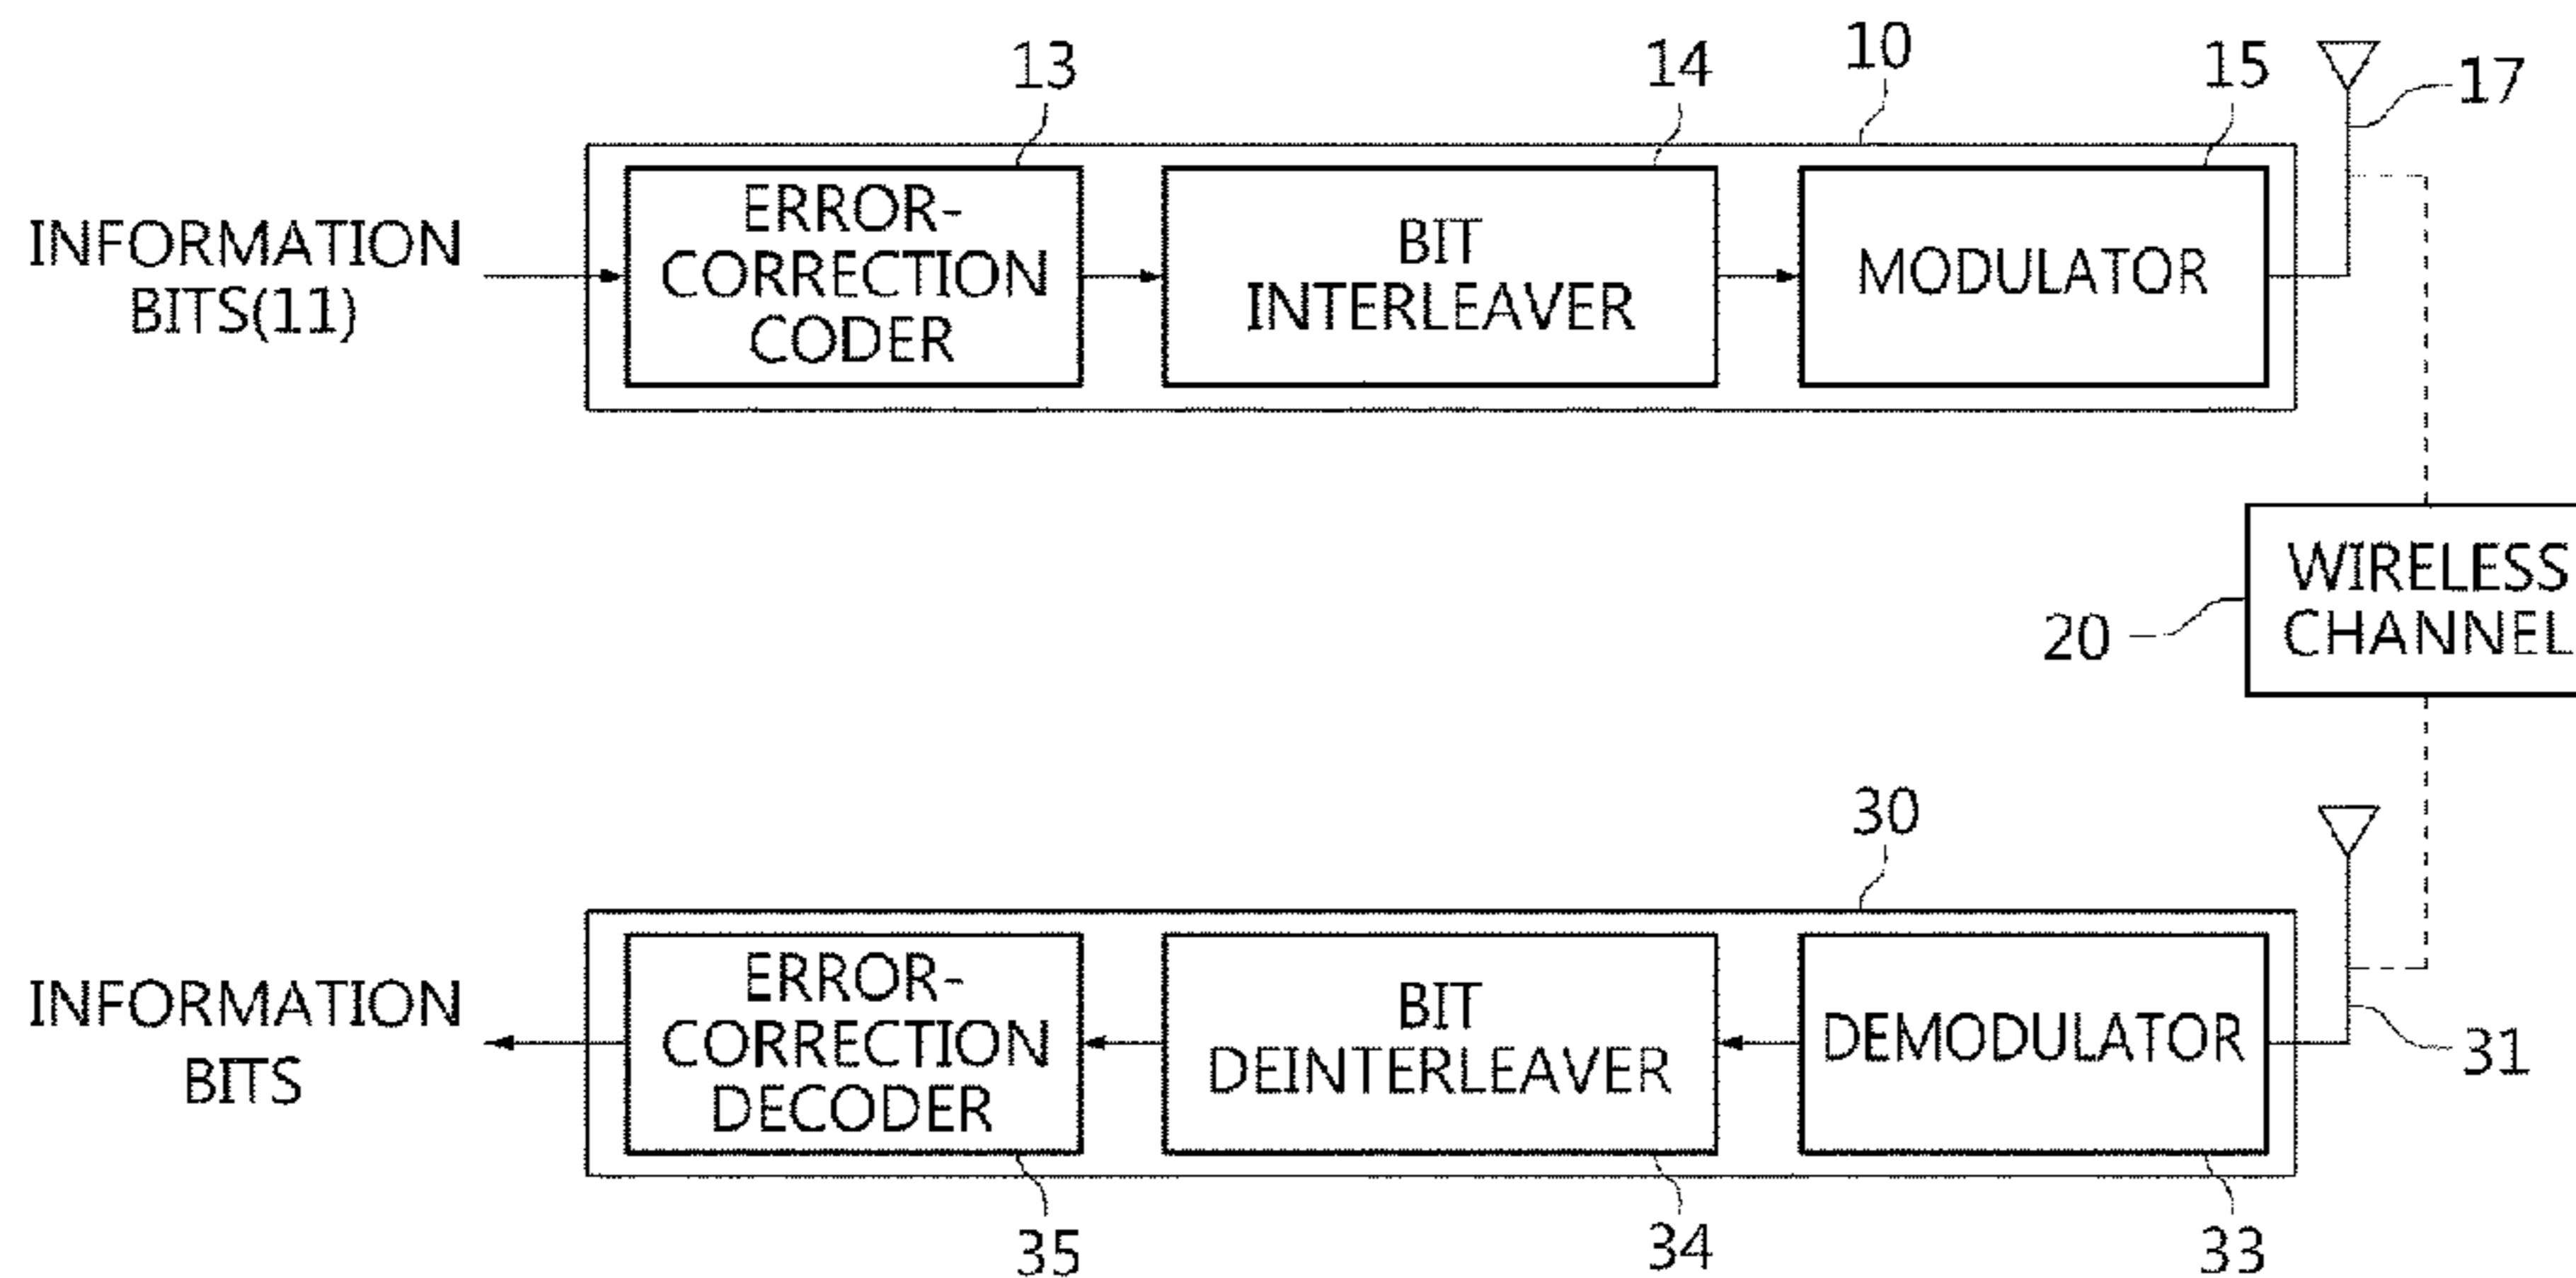 13
14
10
15
17
INFORMATION
BITS(11)
ERROR-
CORRECTION
CODER
BIT
INTERLEAVER
MODULATOR
WIRELESS
CHANNEL
20
30
INFORMATION
BITS
ERROR-
CORRECTION
DECODER
BIT
DEINTERLEAVER
DEMODULATOR
31
35
34
33